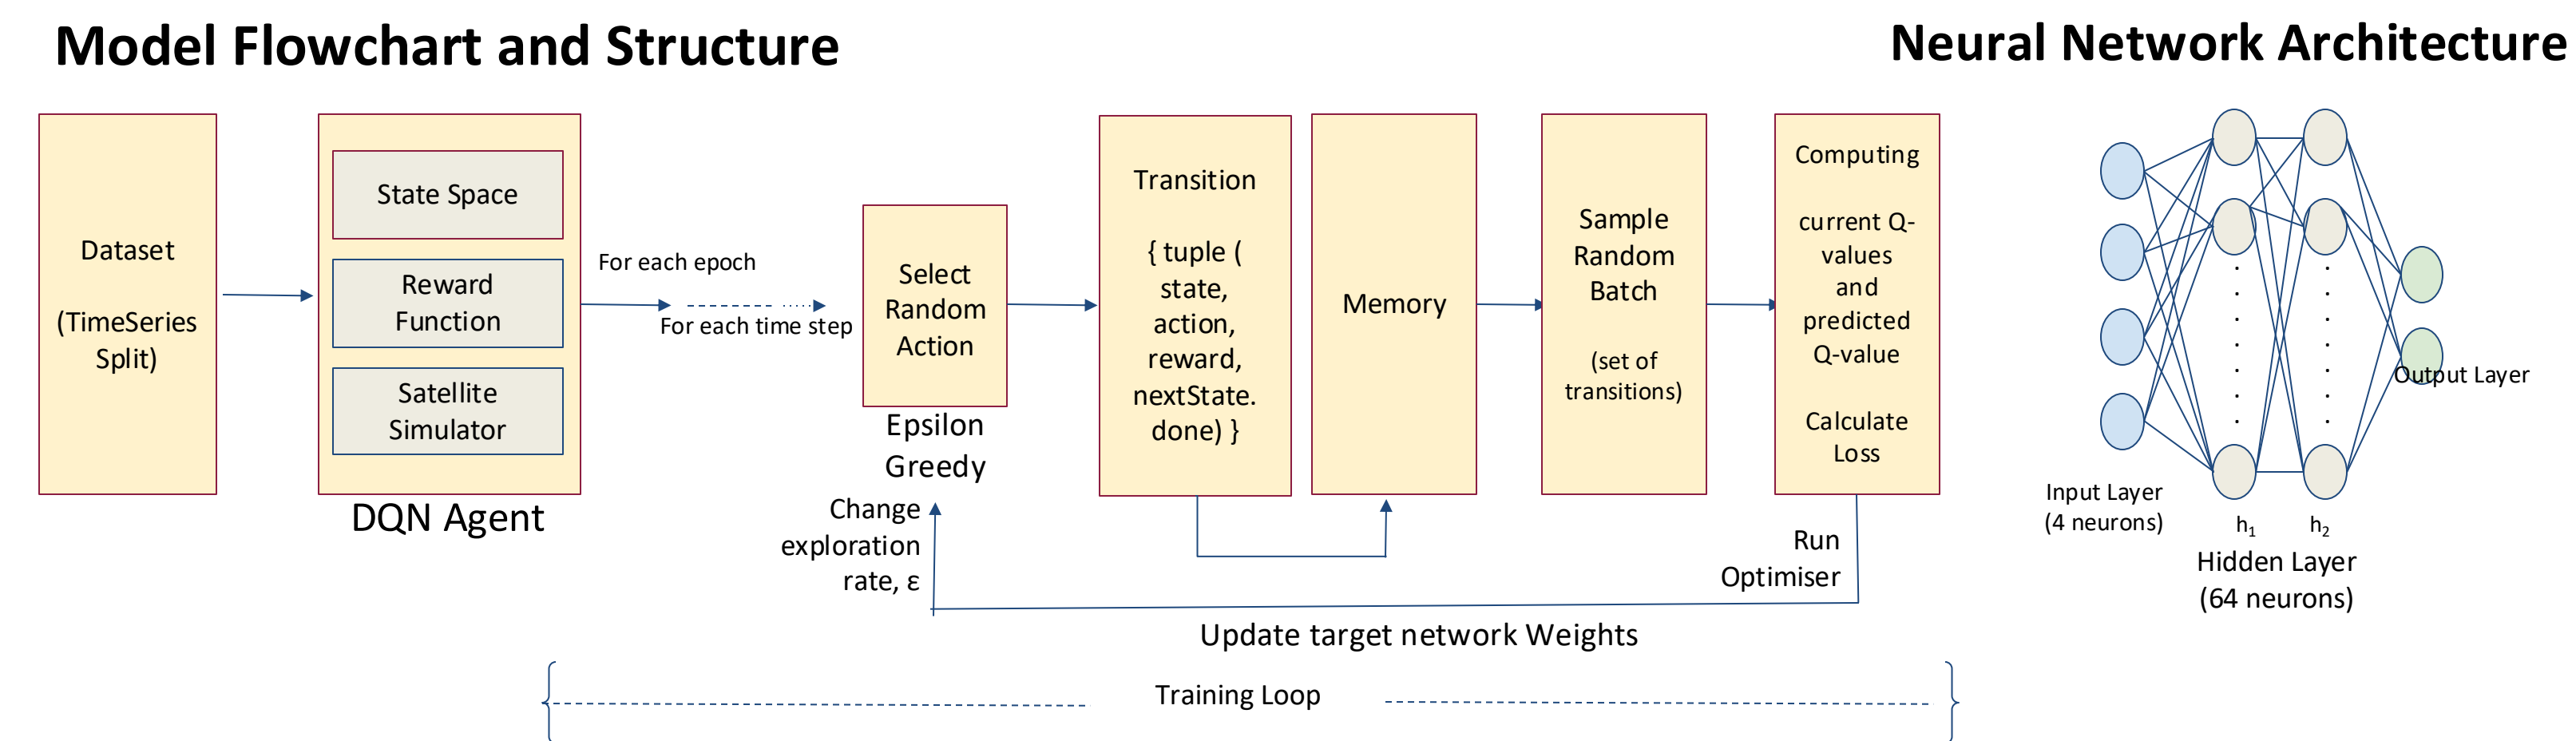 Model Flowchart and Structure
Neural Network Architecture
Dataset
(TimeSeries
Split)
State Space
Reward
Function
Satellite
Simulator
DQN Agent
For each epoch
For each time step
Select
Random
Action
Epsilon
Greedy
Change
exploration
rate, ε
Transition
{ tuple (
state,
action,
reward,
nextState.
done) }
Memory
Sample
Random
Batch
(set of
transitions)
Computing
current Q-
values
and
predicted
Q-value
Calculate
Loss
Run
Optimiser
Update target network Weights
Training Loop
Input Layer
(4 neurons)
h₁
h₂
Hidden Layer
(64 neurons)
Output Layer